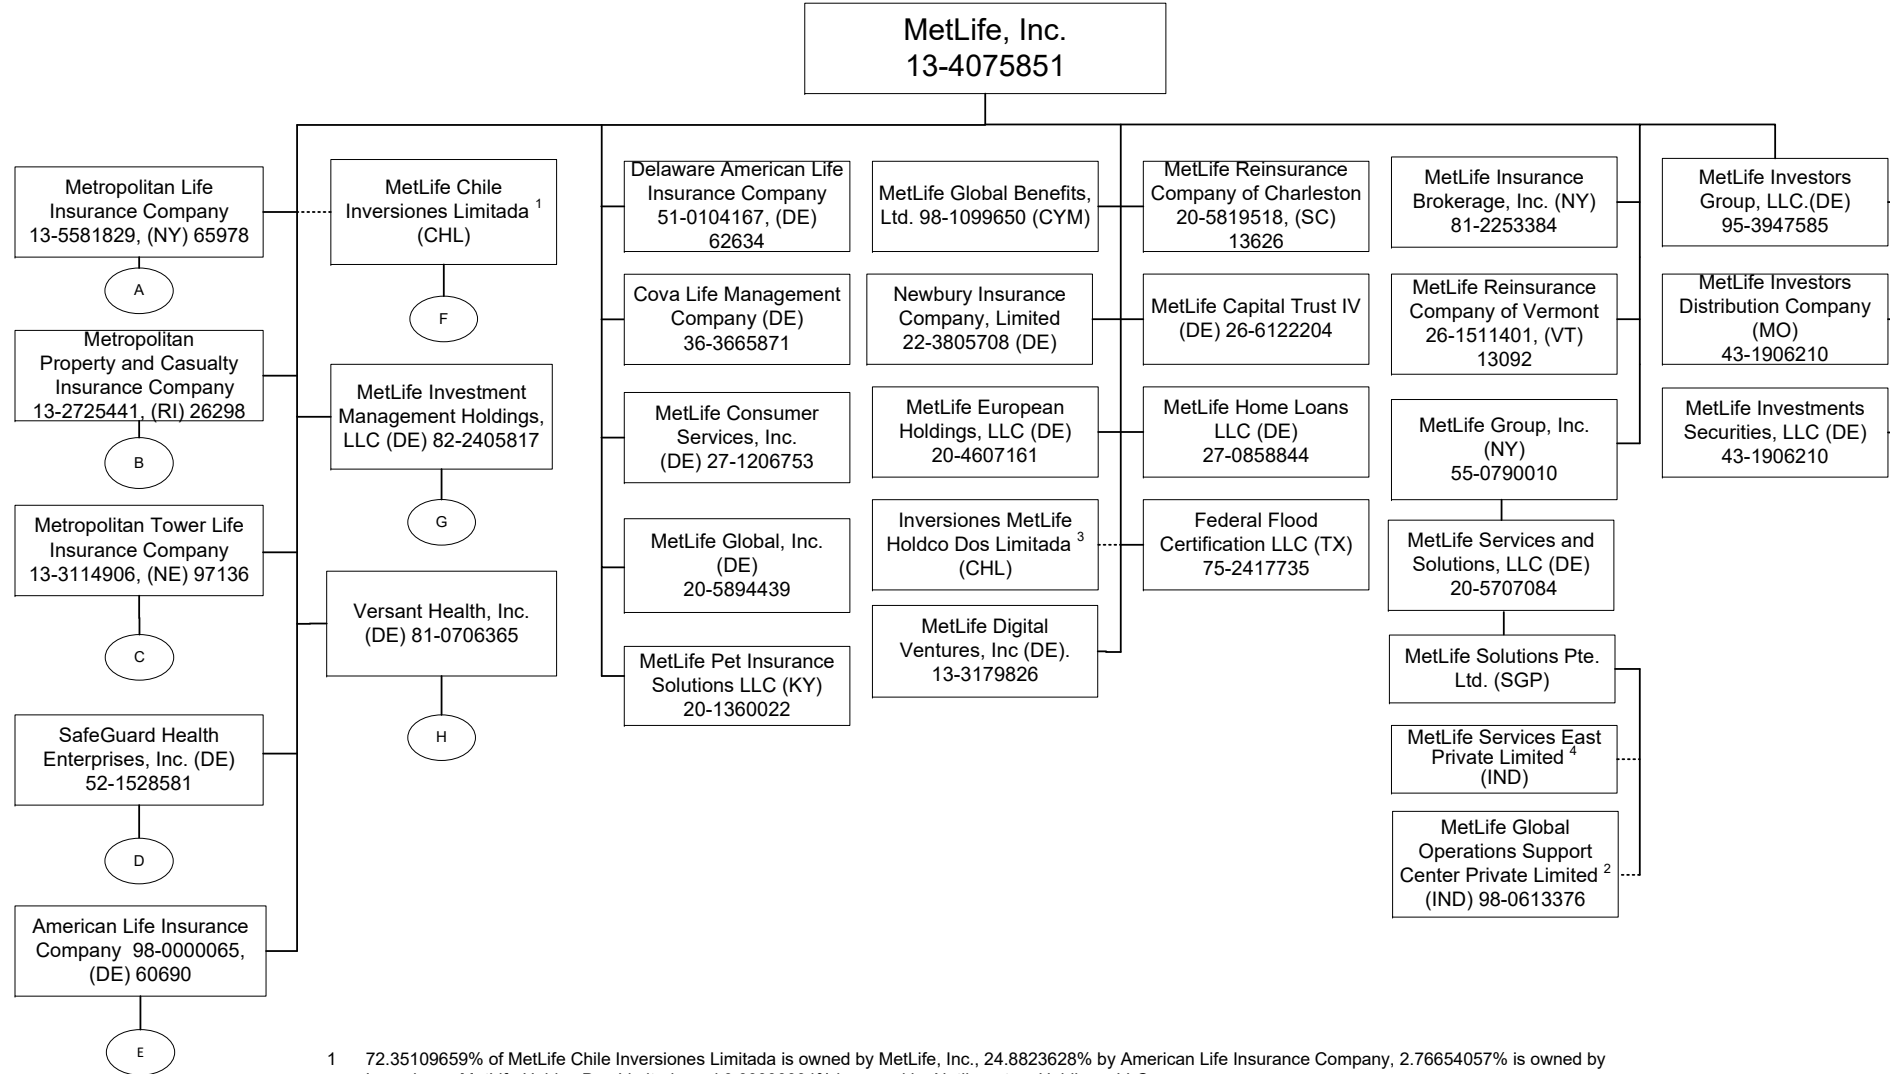 MetLife, Inc.
13-4075851
Metropolitan Life
Insurance Company
13-5581829, (NY) 65978
A
Metropolitan
Property and Casualty
Insurance Company
13-2725441, (RI) 26298
B
Metropolitan Tower Life
Insurance Company
13-3114906, (NE) 97136
C
SafeGuard Health
Enterprises, Inc. (DE)
52-1528581
D
American Life Insurance
Company 98-0000065,
(DE) 60690
E
MetLife Chile
Inversiones Limitada 1
(CHL)
F
MetLife Investment
Management Holdings,
LLC (DE) 82-2405817
G
Versant Health, Inc.
(DE) 81-0706365
H
Delaware American Life
Insurance Company
51-0104167, (DE)
62634
Cova Life Management
Company (DE)
36-3665871
MetLife Consumer
Services, Inc.
(DE) 27-1206753
MetLife Global, Inc.
(DE)
20-5894439
MetLife Pet Insurance
Solutions LLC (KY)
20-1360022
MetLife Global Benefits,
Ltd. 98-1099650 (CYM)
Newbury Insurance
Company, Limited
22-3805708 (DE)
MetLife European
Holdings, LLC (DE)
20-4607161
Inversiones MetLife
Holdco Dos Limitada 3
(CHL)
MetLife Digital
Ventures, Inc (DE).
13-3179826
MetLife Reinsurance
Company of Charleston
20-5819518, (SC)
13626
MetLife Capital Trust IV
(DE) 26-6122204
MetLife Home Loans
LLC (DE)
27-0858844
Federal Flood
Certification LLC (TX)
75-2417735
MetLife Insurance
Brokerage, Inc. (NY)
81-2253384
MetLife Reinsurance
Company of Vermont
26-1511401, (VT)
13092
MetLife Group, Inc.
(NY)
55-0790010
MetLife Services and
Solutions, LLC (DE)
20-5707084
MetLife Solutions Pte.
Ltd. (SGP)
MetLife Services East
Private Limited 4
(IND)
MetLife Global
Operations Support
Center Private Limited 2
(IND) 98-0613376
MetLife Investors
Group, LLC.(DE)
95-3947585
MetLife Investors
Distribution Company
(MO)
43-1906210
MetLife Investments
Securities, LLC (DE)
43-1906210
1 72.35109659% of MetLife Chile Inversiones Limitada is owned by MetLife, Inc., 24.8823628% by American Life Insurance Company, 2.76654057% is owned by